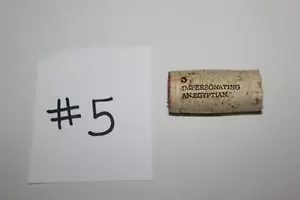 #5
5
IMPERSONATING
AN EGYPTIAN.